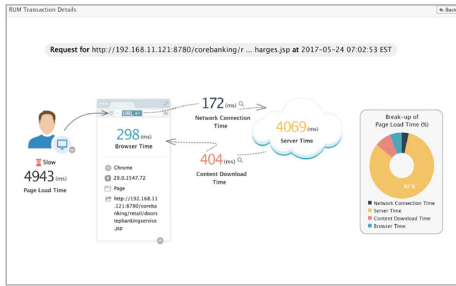 RUM Transaction Details
Back
Request for http://192.168.11.121:8780/corebanking/r ... harges.jsp at 2017-05-24 07:02:53 EST
172 (ms)
Network Connection
Time
298 (ms)
Browser Time
4069 (ms)
Server Time
404 (ms)
Content Download
Time
Slow
4943 (ms)
Page Load Time
Chrome
29.0.1547.72
Page
http://192.168.11
.121:8780/coreba
nking/retail/doors
tepbankingservice
.jsp
Break-up of
Page Load Time (%)
Network Connection Time
Server Time
Content Download Time
Browser Time